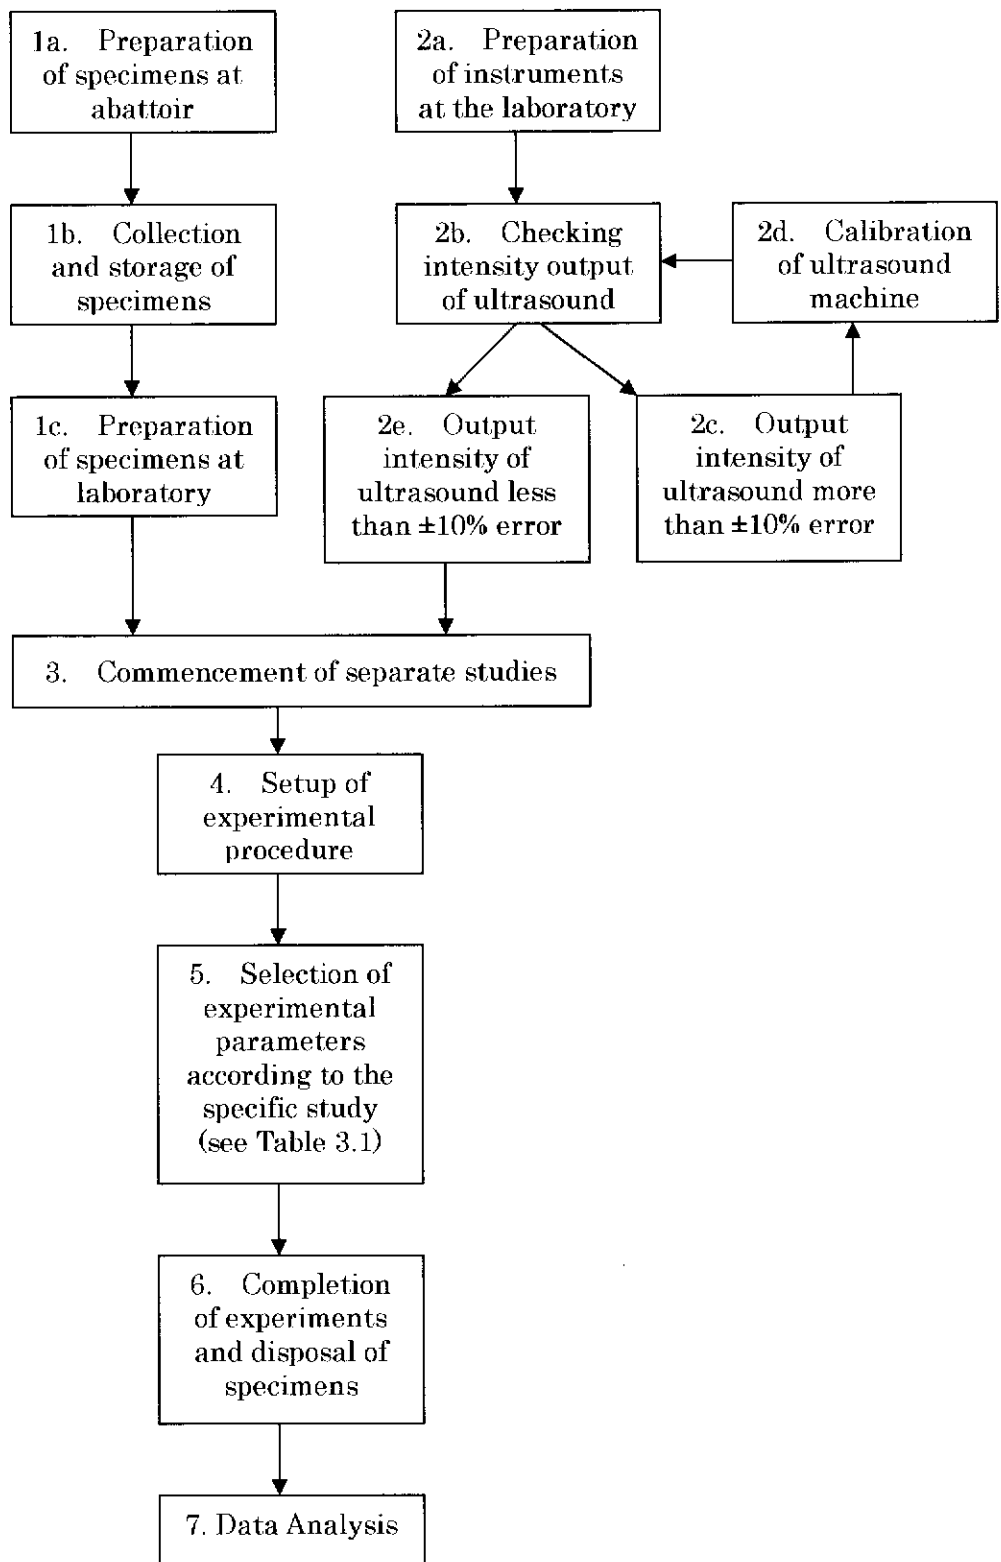 1a. Preparation
of specimens at
abattoir
2a. Preparation
of instruments
at the laboratory
1b. Collection
and storage of
specimens
2b. Checking
intensity output
of ultrasound
2d. Calibration
of ultrasound
machine
1c. Preparation
of specimens at
laboratory
2e. Output
intensity of
ultrasound less
than ±10% error
2c. Output
intensity of
ultrasound more
than ±10% error
3. Commencement of separate studies
4. Setup of
experimental
procedure
5. Selection of
experimental
parameters
according to the
specific study
(see Table 3.1)
6. Completion
of experiments
and disposal of
specimens
7. Data Analysis